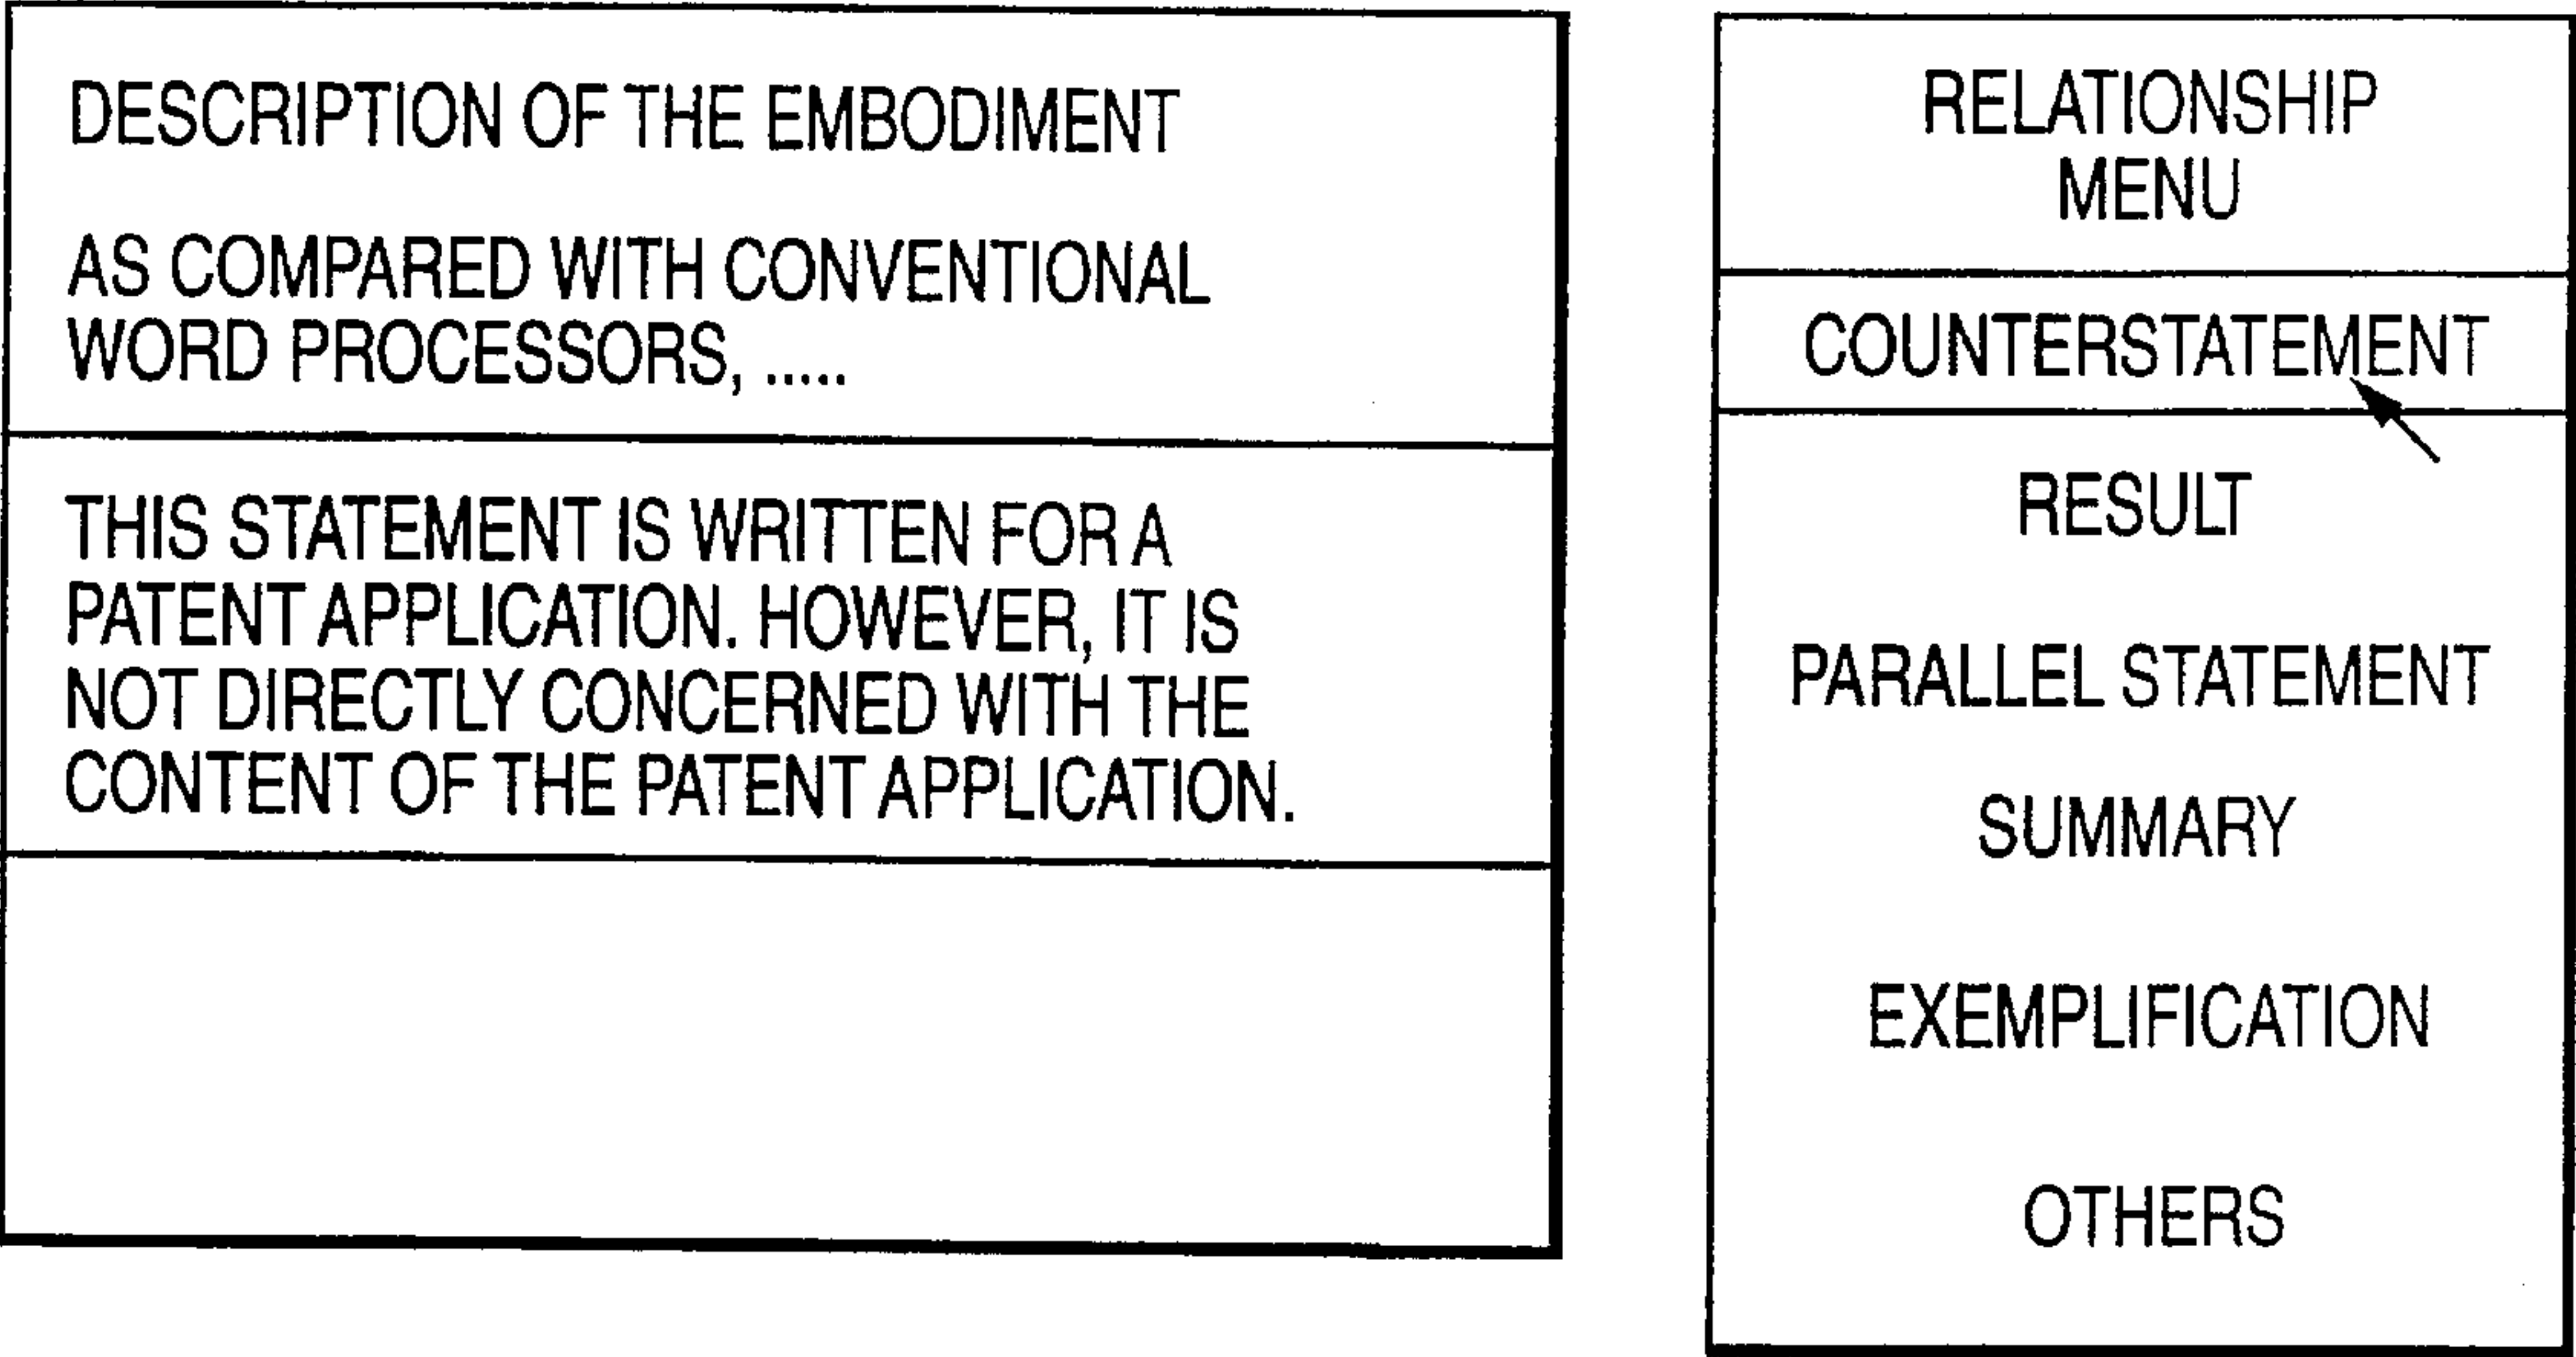 DESCRIPTION OF THE EMBODIMENT
AS COMPARED WITH CONVENTIONAL
WORD PROCESSORS, .....
THIS STATEMENT IS WRITTEN FOR A
PATENT APPLICATION. HOWEVER, IT IS
NOT DIRECTLY CONCERNED WITH THE
CONTENT OF THE PATENT APPLICATION.
RELATIONSHIP
MENU
COUNTERSTATEMENT
RESULT
PARALLEL STATEMENT
SUMMARY
EXEMPLIFICATION
OTHERS